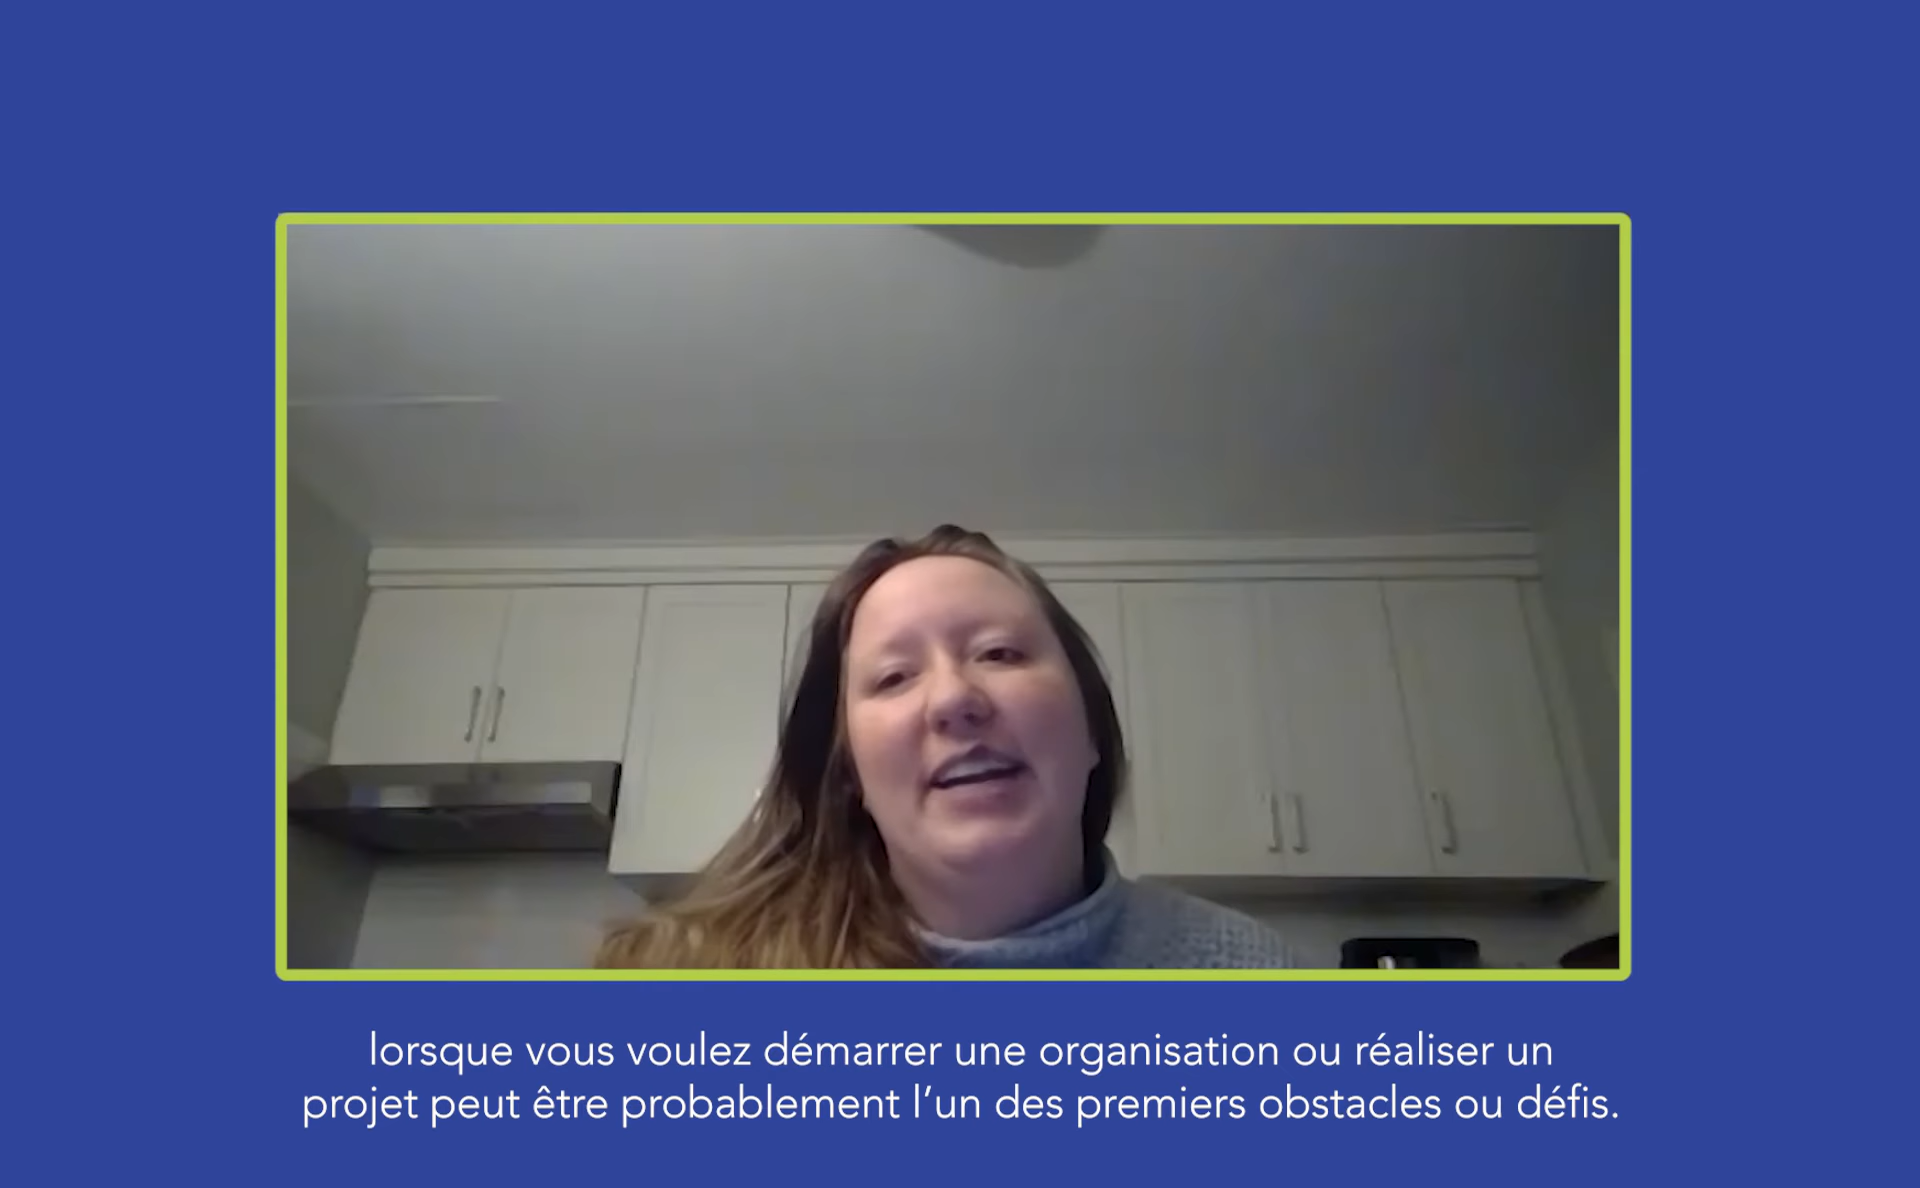 lorsque vous voulez démarrer une organisation ou réaliser un
projet peut être probablement l’un des premiers obstacles ou défis.